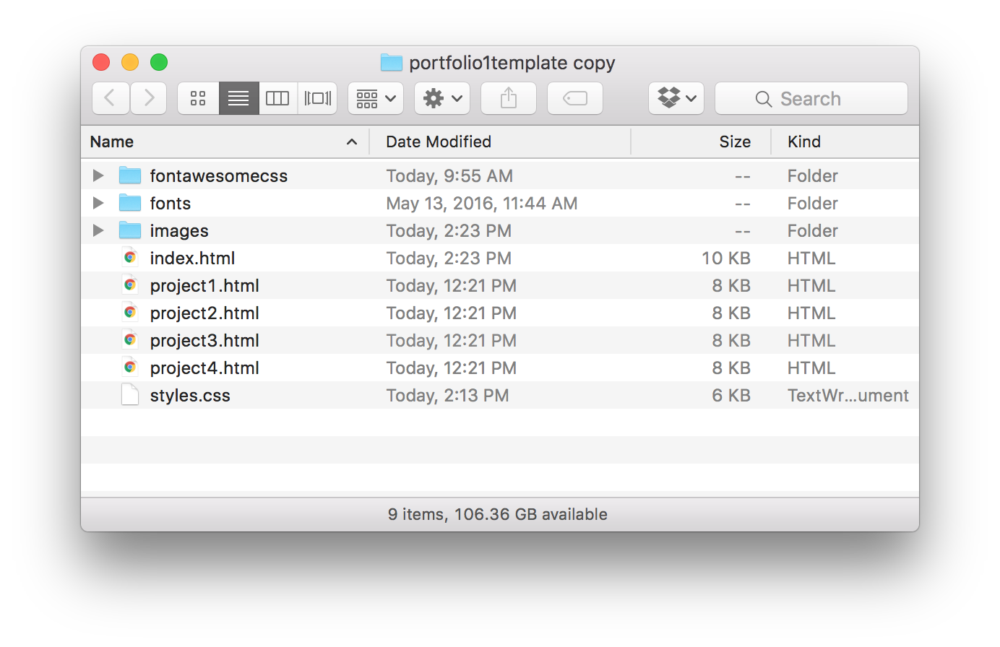 portfolio1template copy
Search
Name Date Modified Size Kind
fontawesomecss Today, 9:55 AM -- Folder
fonts May 13, 2016, 11:44 AM -- Folder
images Today, 2:23 PM -- Folder
index.html Today, 2:23 PM 10 KB HTML
project1.html Today, 12:21 PM 8 KB HTML
project2.html Today, 12:21 PM 8 KB HTML
project3.html Today, 12:21 PM 8 KB HTML
project4.html Today, 12:21 PM 8 KB HTML
styles.css Today, 2:13 PM 6 KB TextWr...ument
9 items, 106.36 GB available